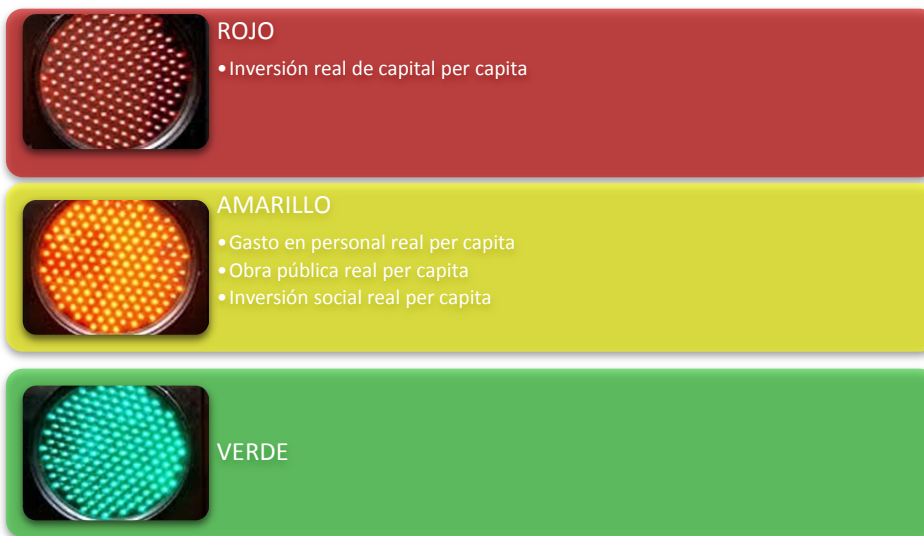 ROJO
•Inversión real de capital per capita
AMARILLO
•Gasto en personal real per capita
•Obra pública real per capita
•Inversión social real per capita
VERDE